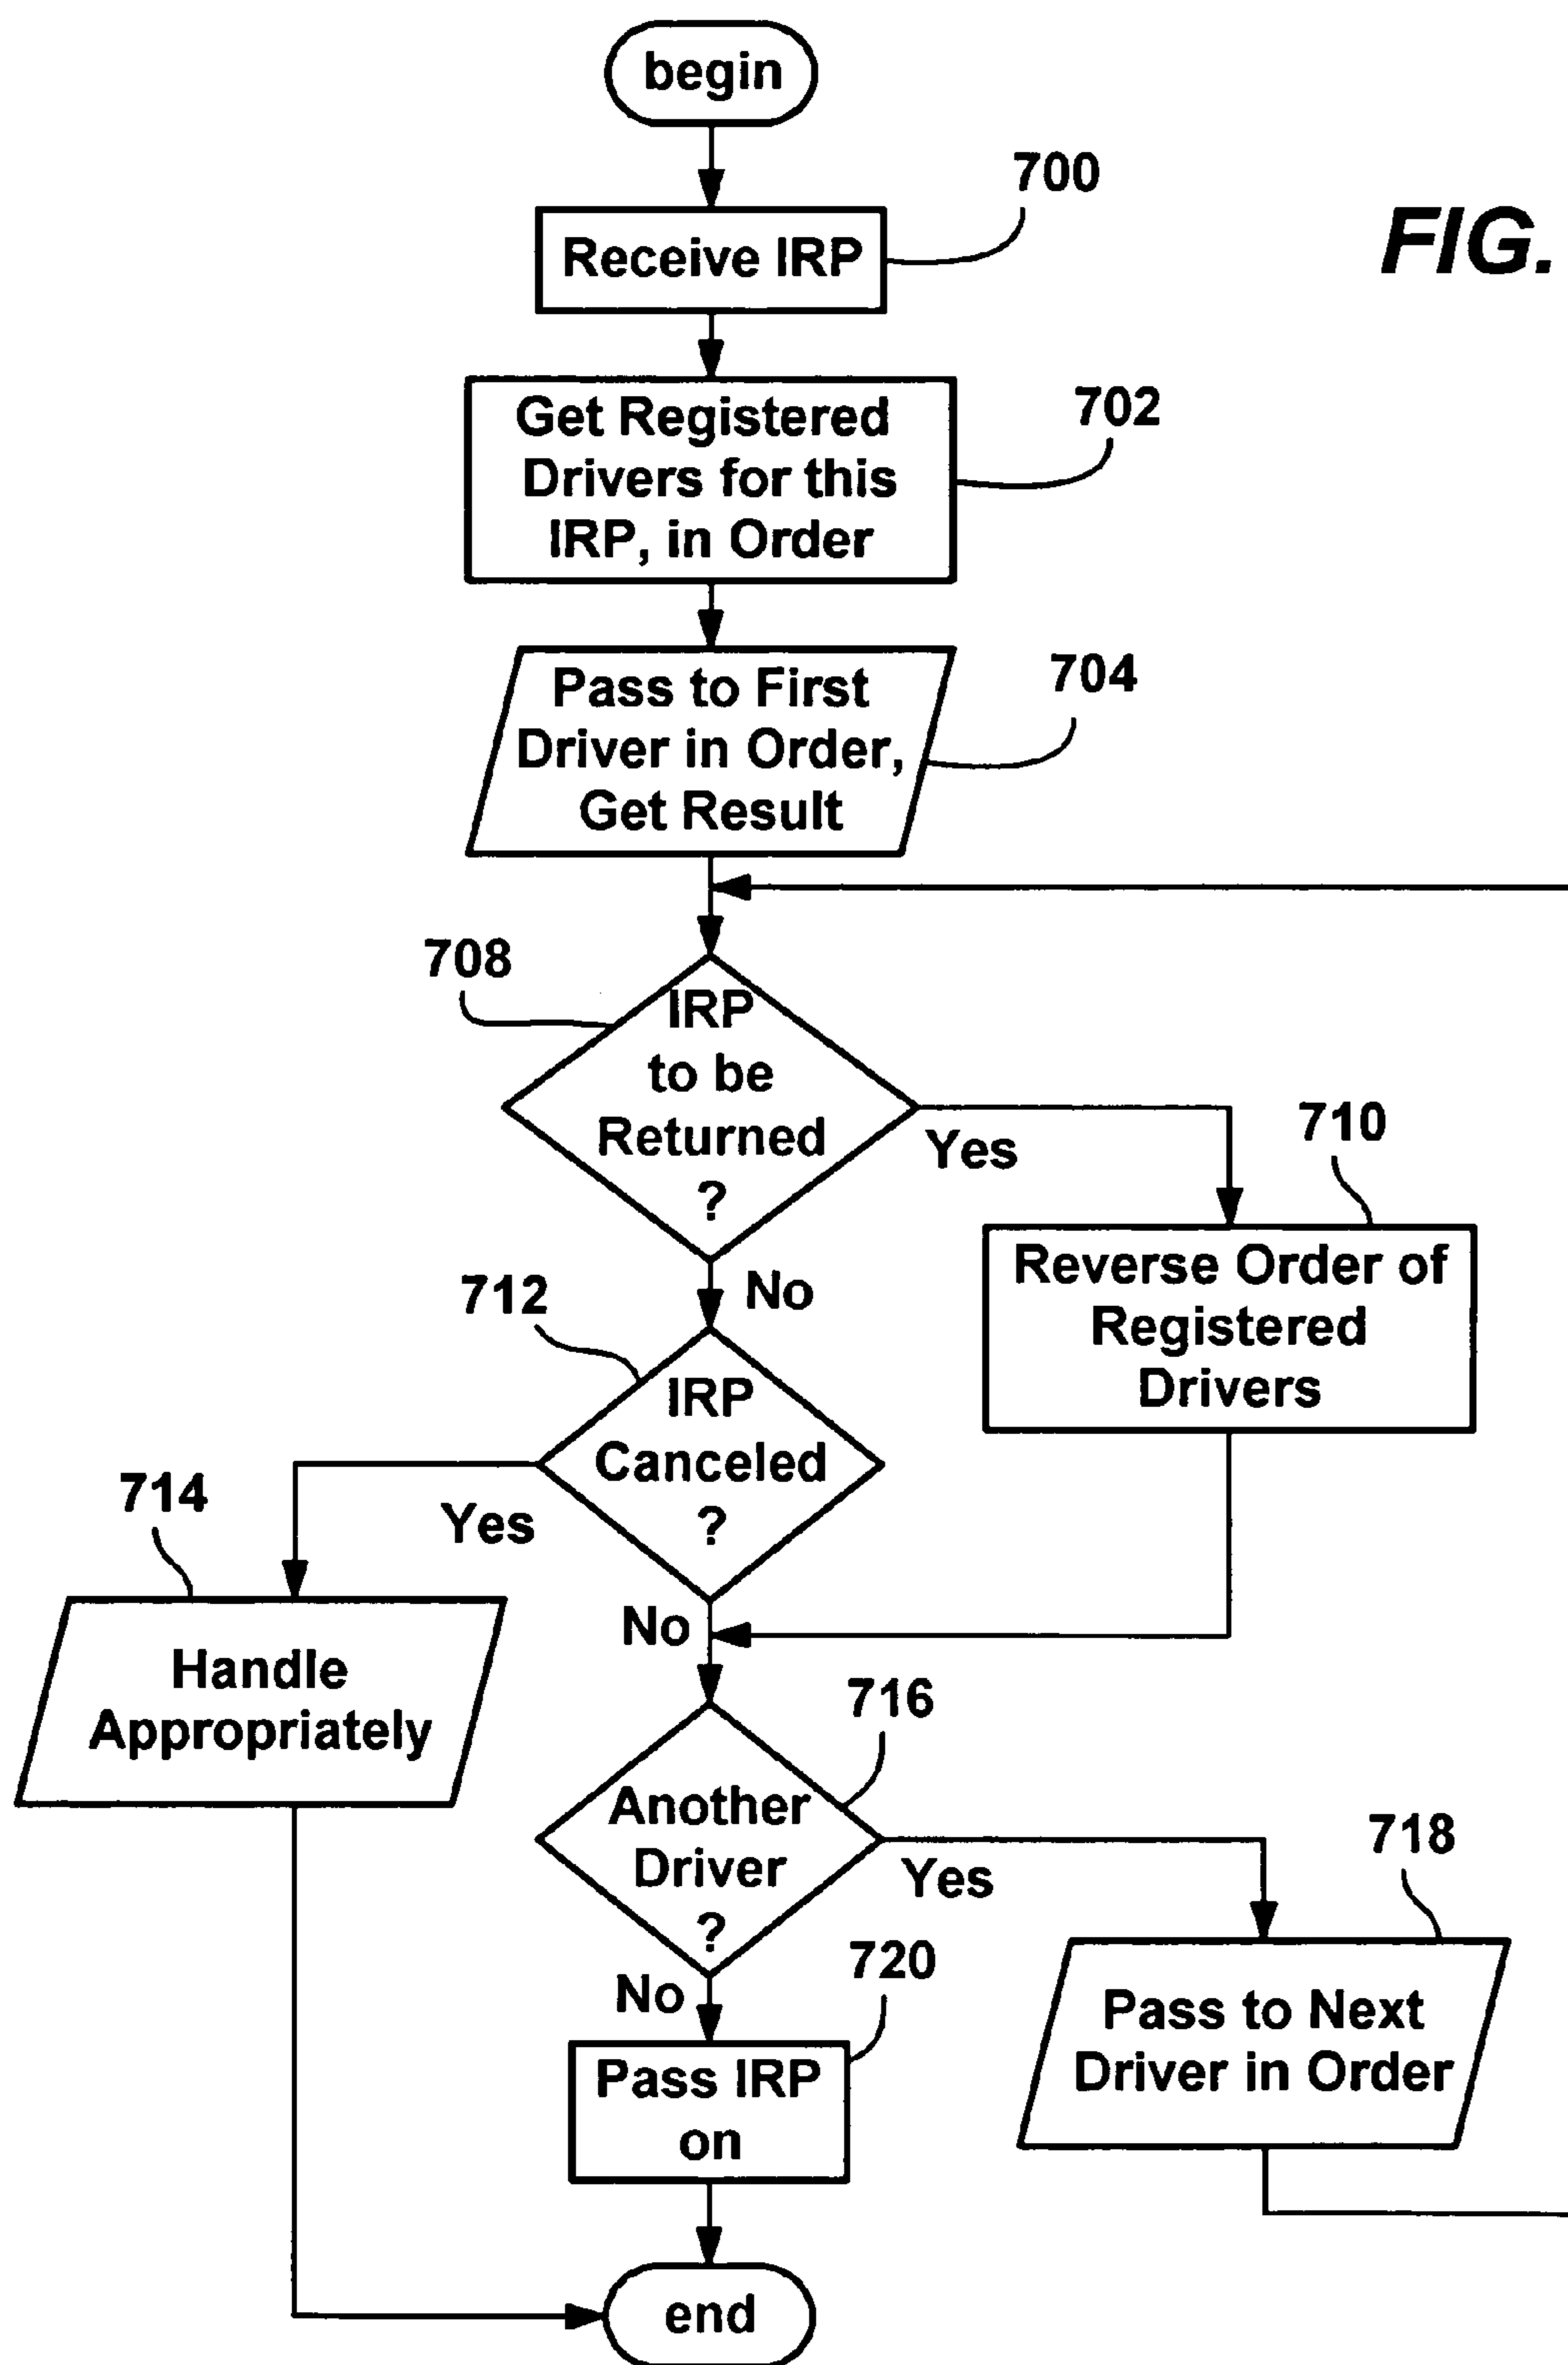 begin
700
Receive IRP
FIG.
702
Get Registered
Drivers for this
IRP, in Order
704
Pass to First
Driver in Order,
Get Result
708
IRP
to be
Returned
?
Yes
710
Reverse Order of
Registered
Drivers
No
712
IRP
Canceled
?
Yes
714
Handle
Appropriately
No
716
Another
Driver
?
Yes
718
Pass to Next
Driver in Order
No
720
Pass IRP
on
end